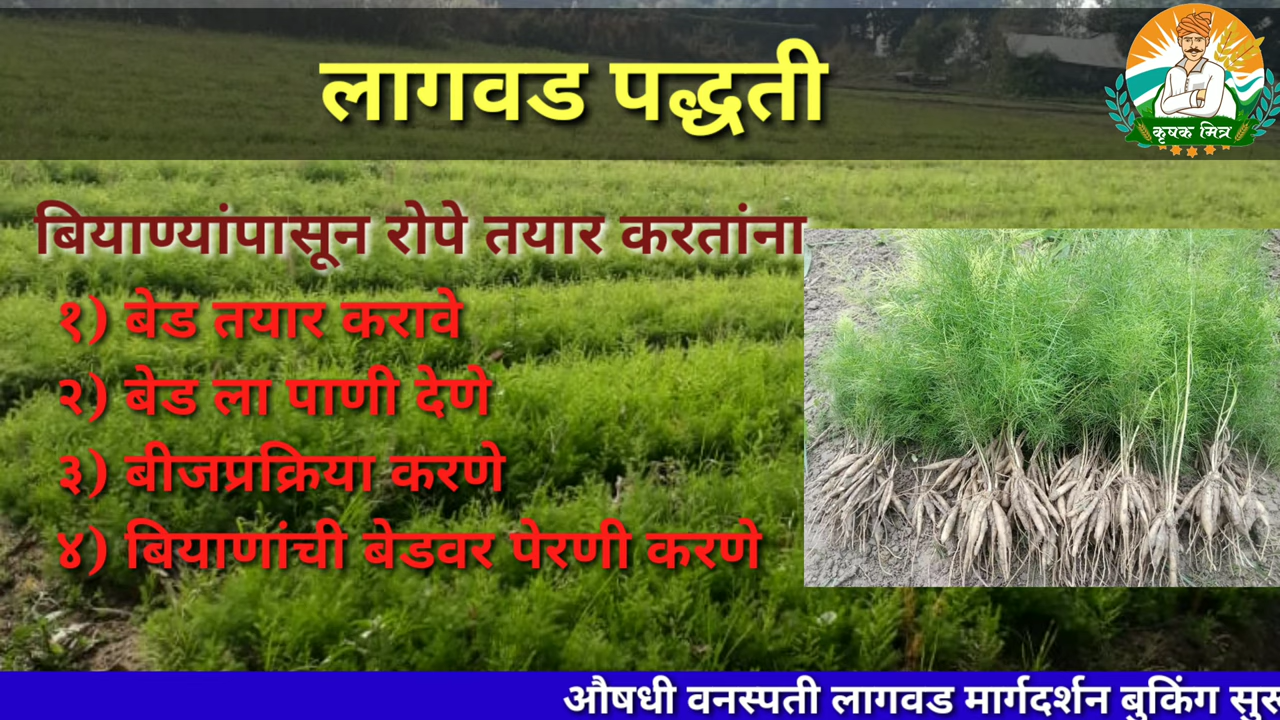 लागवड पद्धती
कृषक मित्र
बियाण्यांपासून रोपे तयार करतांना
१) बेड तयार करावे
२) बेड ला पाणी देणे
३) बीजप्रक्रिया करणे
४) बियाणांची बेडवर पेरणी करणे
औषधी वनस्पती लागवड मार्गदर्शन बुकिंग